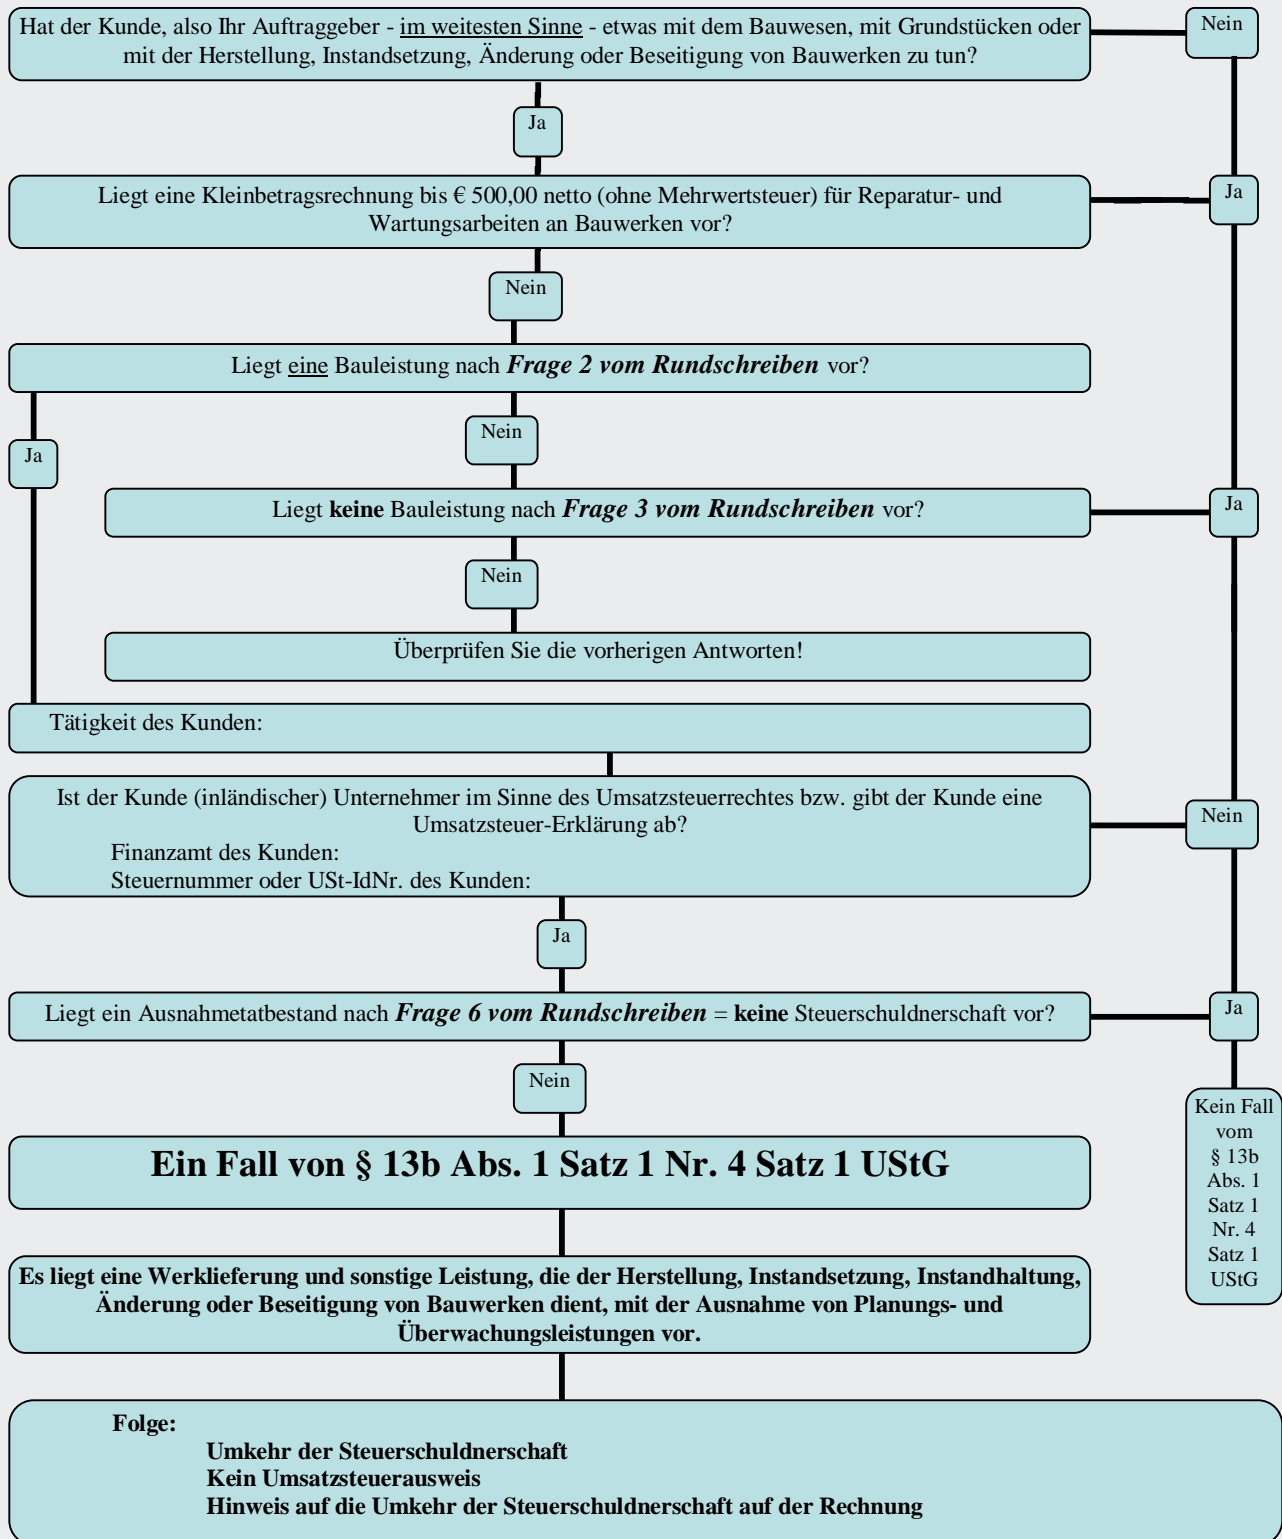 Hat der Kunde, also Ihr Auftraggeber - im weitesten Sinne - etwas mit dem Bauwesen, mit Grundstücken oder
mit der Herstellung, Instandsetzung, Änderung oder Beseitigung von Bauwerken zu tun?
Nein
Ja
Liegt eine Kleinbetragsrechnung bis € 500,00 netto (ohne Mehrwertsteuer) für Reparatur- und
Wartungsarbeiten an Bauwerken vor?
Ja
Nein
Liegt eine Bauleistung nach Frage 2 vom Rundschreiben vor?
Nein
Ja
Liegt keine Bauleistung nach Frage 3 vom Rundschreiben vor?
Ja
Nein
Überprüfen Sie die vorherigen Antworten!
Tätigkeit des Kunden:
Ist der Kunde (inländischer) Unternehmer im Sinne des Umsatzsteuerrechtes bzw. gibt der Kunde eine
Umsatzsteuer-Erklärung ab?
Finanzamt des Kunden:
Steuernummer oder USt-IdNr. des Kunden:
Nein
Ja
Liegt ein Ausnahmetatbestand nach Frage 6 vom Rundschreiben = keine Steuerschuldnerschaft vor?
Ja
Nein
Kein Fall
vom
§ 13b
Abs. 1
Satz 1
Nr. 4
Satz 1
UStG
Ein Fall von § 13b Abs. 1 Satz 1 Nr. 4 Satz 1 UStG
Es liegt eine Werklieferung und sonstige Leistung, die der Herstellung, Instandsetzung, Instandhaltung,
Änderung oder Beseitigung von Bauwerken dient, mit der Ausnahme von Planungs- und
Überwachungsleistungen vor.
Folge:
Umkehr der Steuerschuldnerschaft
Kein Umsatzsteuerausweis
Hinweis auf die Umkehr der Steuerschuldnerschaft auf der Rechnung